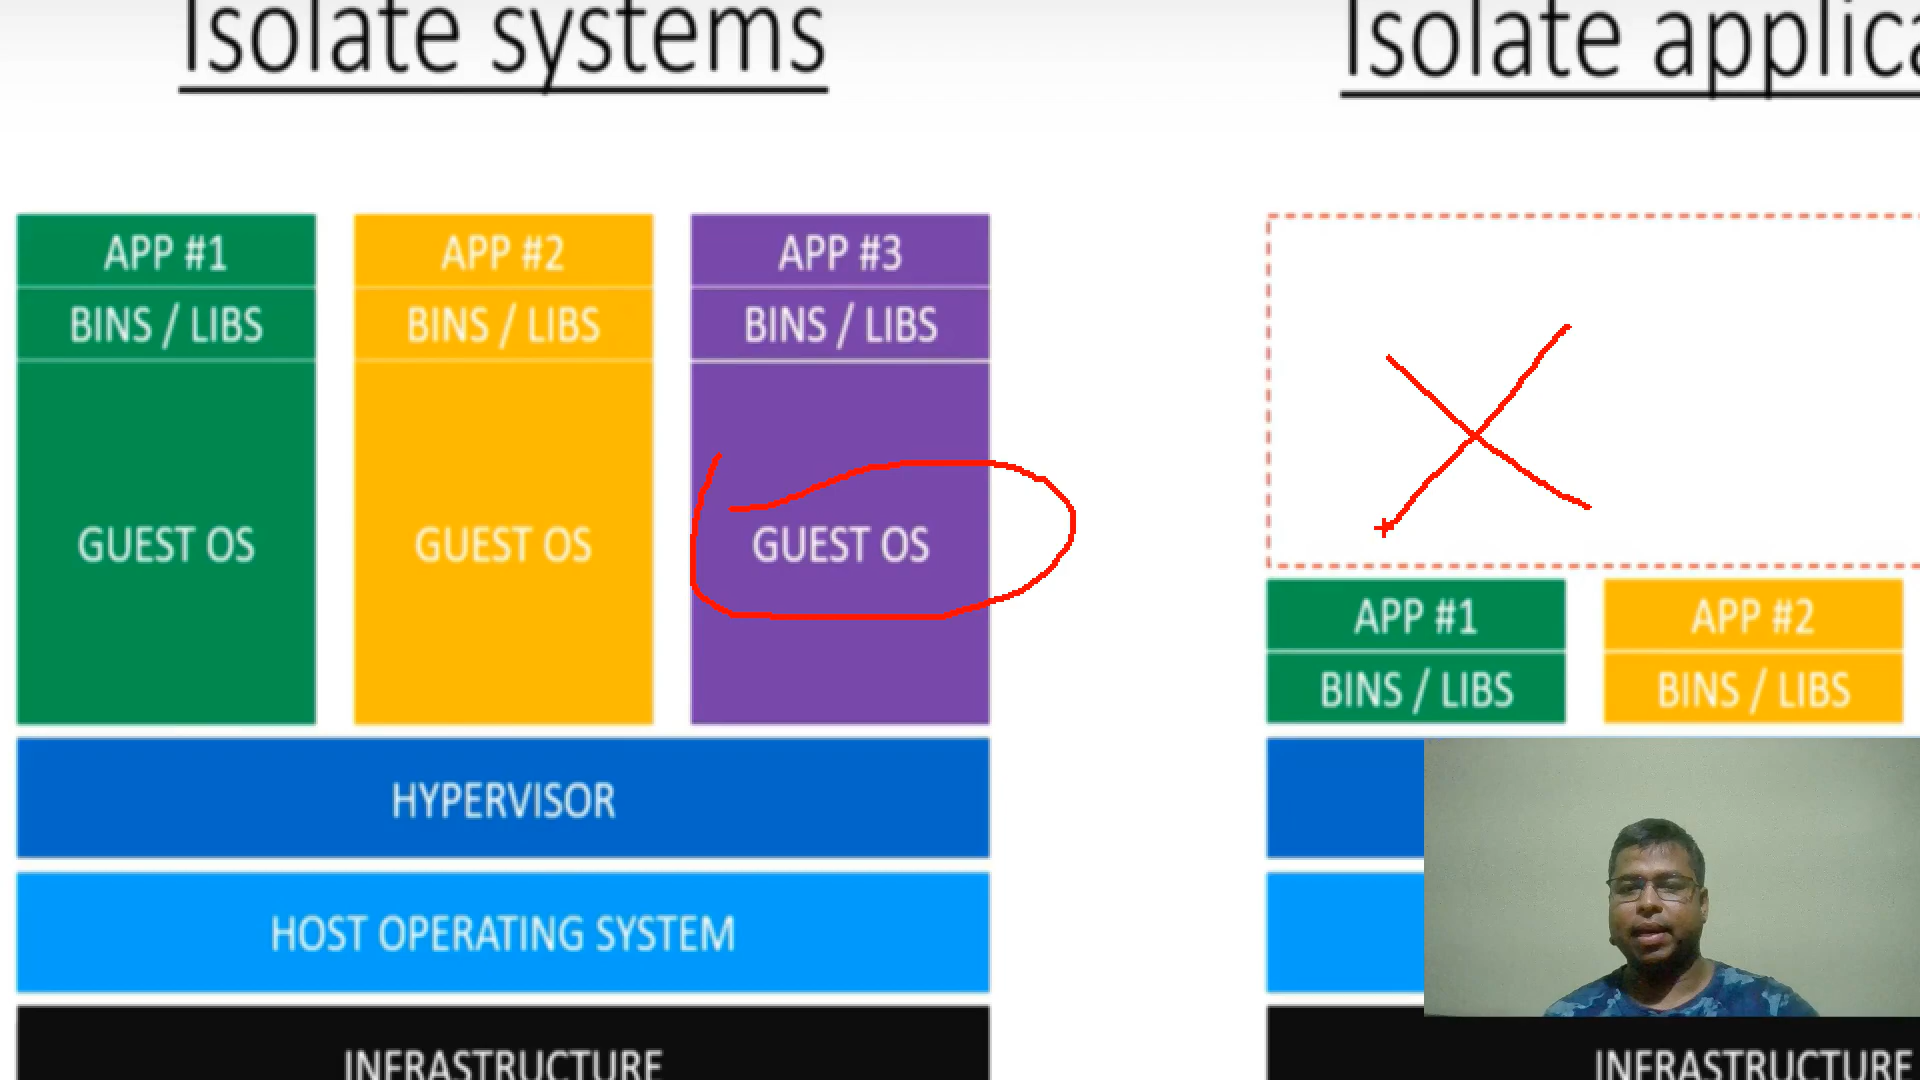 Isolate systems
Isolate applica
APP #1
BINS / LIBS
GUEST OS
APP #2
BINS / LIBS
GUEST OS
APP #3
BINS / LIBS
GUEST OS
HYPERVISOR
HOST OPERATING SYSTEM
INFRASTRUCTURE
APP #1
BINS / LIBS
APP #2
BINS / LIBS
INFRASTRUCTURE